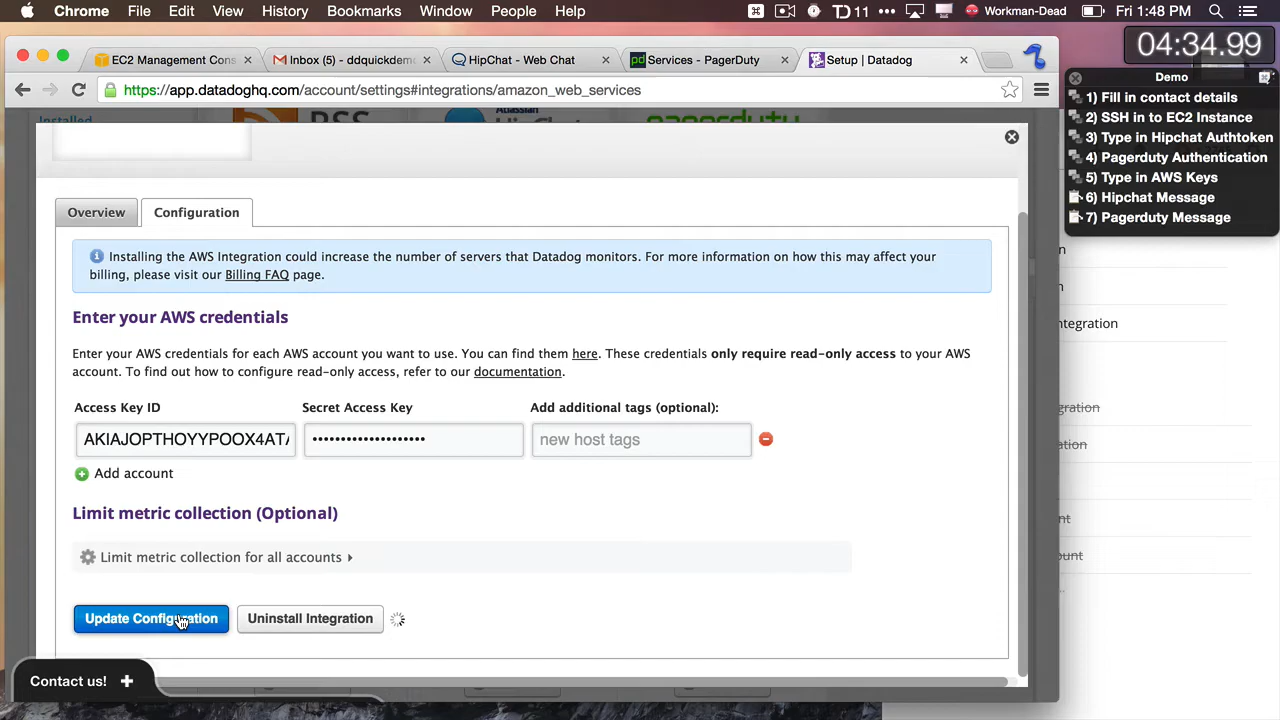 Chrome File Edit View History Bookmarks Window People Help 11 Workman-Dead Fri 1:48 PM
04:34.99
EC2 Management Cons
Inbox (5) - ddquickdem
HipChat - Web Chat
pd Services - PagerDuty
Setup | Datadog
https://app.datadoghq.com/account/settings#integrations/amazon_web_services
Demo
1) Fill in contact details
2) SSH in to EC2 Instance
3) Type in Hipchat Authtoken
4) Pagerduty Authentication
5) Type in AWS Keys
6) Hipchat Message
7) Pagerduty Message
Installed
RSS
Atlassian
pagerduty
Overview
Configuration
Installing the AWS Integration could increase the number of servers that Datadog monitors. For more information on how this may affect your
billing, please visit our Billing FAQ page.
Enter your AWS credentials
Enter your AWS credentials for each AWS account you want to use. You can find them here. These credentials only require read-only access to your AWS
account. To find out how to configure read-only access, refer to our documentation.
Access Key ID
Secret Access Key
Add additional tags (optional):
AKIAJOPTHOYYPOOX4AT
••••••••••••••••••••
new host tags
Add account
Limit metric collection (Optional)
Limit metric collection for all accounts
Update Configuration
Uninstall Integration
Contact us! +
ntegration
gration
ration
nt
ount